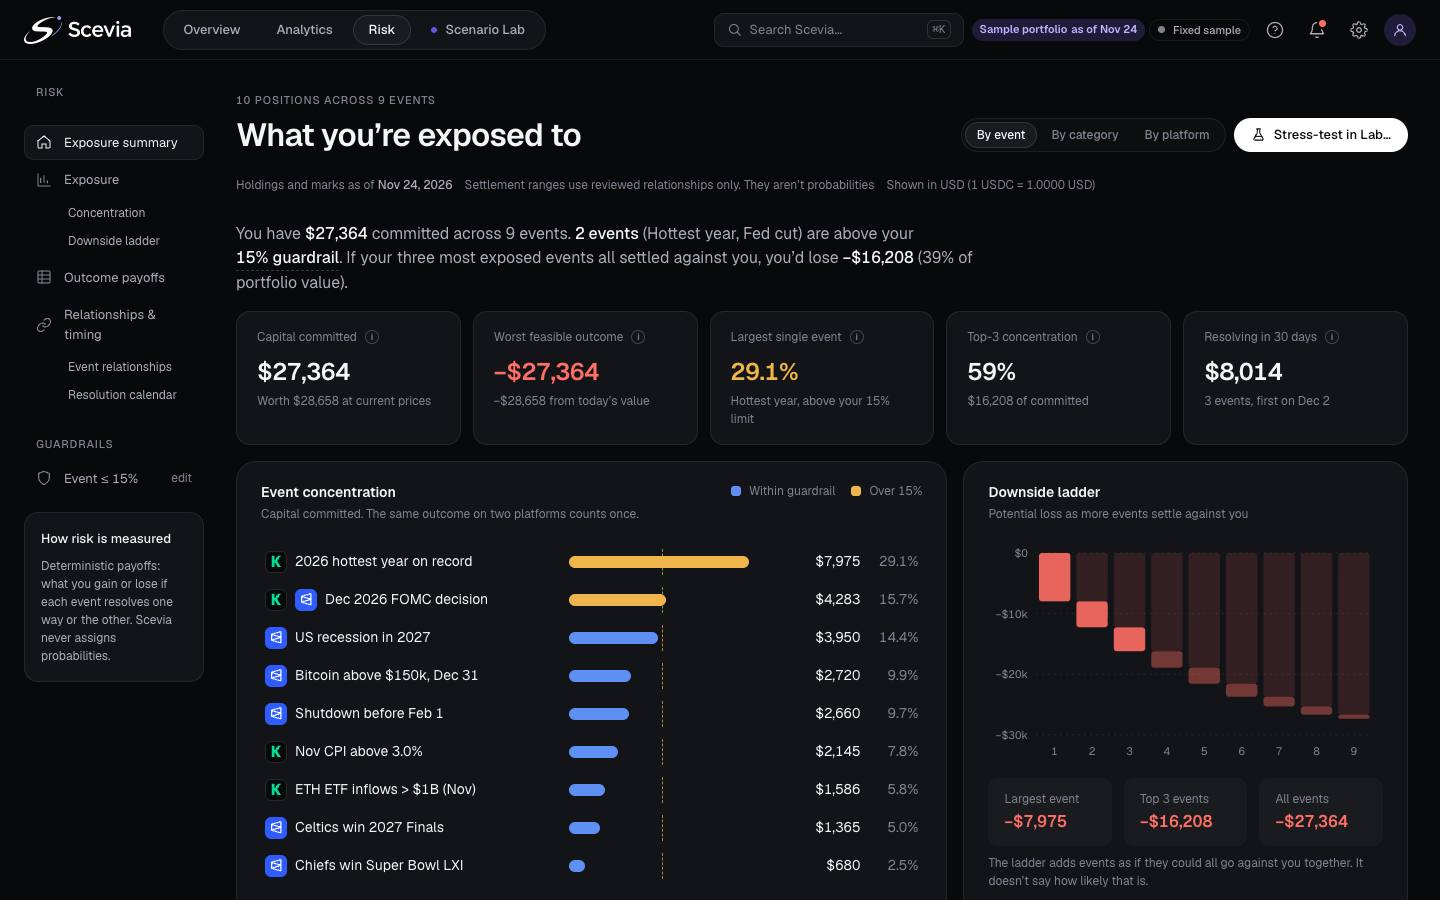 Scevia
Overview
Analytics
Risk
Scenario Lab
Search Scevia...
⌘K
Sample portfolio as of Nov 24
Fixed sample
RISK
Exposure summary
Exposure
Concentration
Downside ladder
Outcome payoffs
Relationships &
timing
Event relationships
Resolution calendar
GUARDRAILS
Event ≤ 15%
edit
How risk is measured
Deterministic payoffs:
what you gain or lose if
each event resolves one
way or the other. Scevia
never assigns
probabilities.
10 POSITIONS ACROSS 9 EVENTS
What you’re exposed to
By event
By category
By platform
Stress-test in Lab...
Holdings and marks as of Nov 24, 2026 Settlement ranges use reviewed relationships only. They aren’t probabilities Shown in USD (1 USDC = 1.0000 USD)
You have $27,364 committed across 9 events. 2 events (Hottest year, Fed cut) are above your
15% guardrail. If your three most exposed events all settled against you, you’d lose –$16,208 (39% of
portfolio value).
Capital committed
$27,364
Worth $28,658 at current prices
Worst feasible outcome
–$27,364
–$28,658 from today’s value
Largest single event
29.1%
Hottest year, above your 15%
limit
Top-3 concentration
59%
$16,208 of committed
Resolving in 30 days
$8,014
3 events, first on Dec 2
Event concentration
Within guardrail
Over 15%
Capital committed. The same outcome on two platforms counts once.
K 2026 hottest year on record $7,975 29.1%
K Dec 2026 FOMC decision $4,283 15.7%
US recession in 2027 $3,950 14.4%
Bitcoin above $150k, Dec 31 $2,720 9.9%
Shutdown before Feb 1 $2,660 9.7%
K Nov CPI above 3.0% $2,145 7.8%
K ETH ETF inflows > $1B (Nov) $1,586 5.8%
Celtics win 2027 Finals $1,365 5.0%
Chiefs win Super Bowl LXI $680 2.5%
Downside ladder
Potential loss as more events settle against you
$0
–$10k
–$20k
–$30k
1 2 3 4 5 6 7 8 9
Largest event
–$7,975
Top 3 events
–$16,208
All events
–$27,364
The ladder adds events as if they could all go against you together. It
doesn’t say how likely that is.